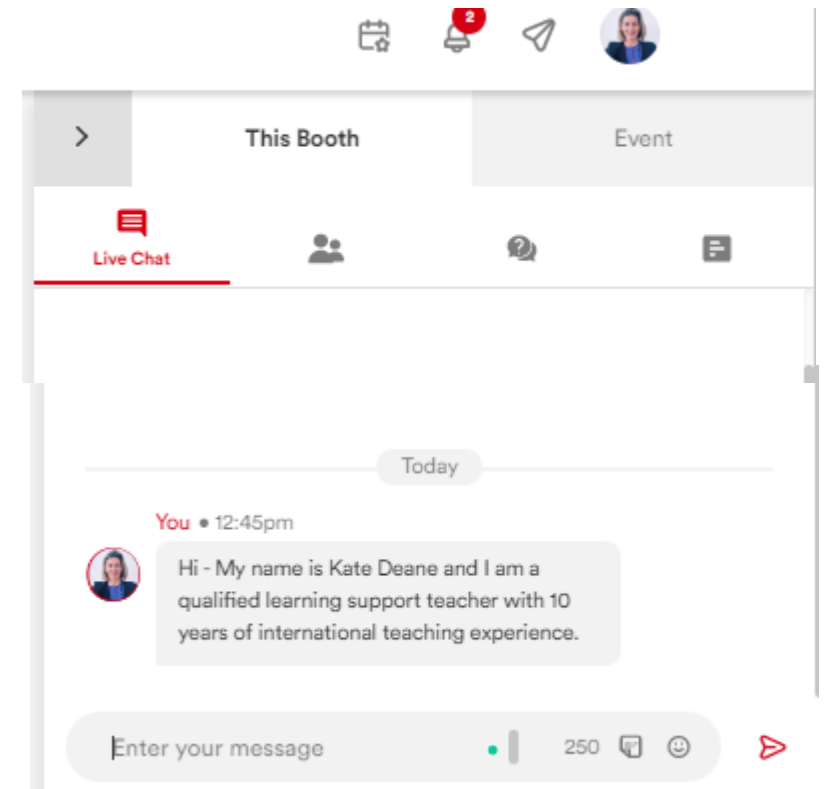 2
This Booth Event
Live Chat
Today
You • 12:45pm
Hi - My name is Kate Deane and I am a
qualified learning support teacher with 10
years of international teaching experience.
Enter your message 250